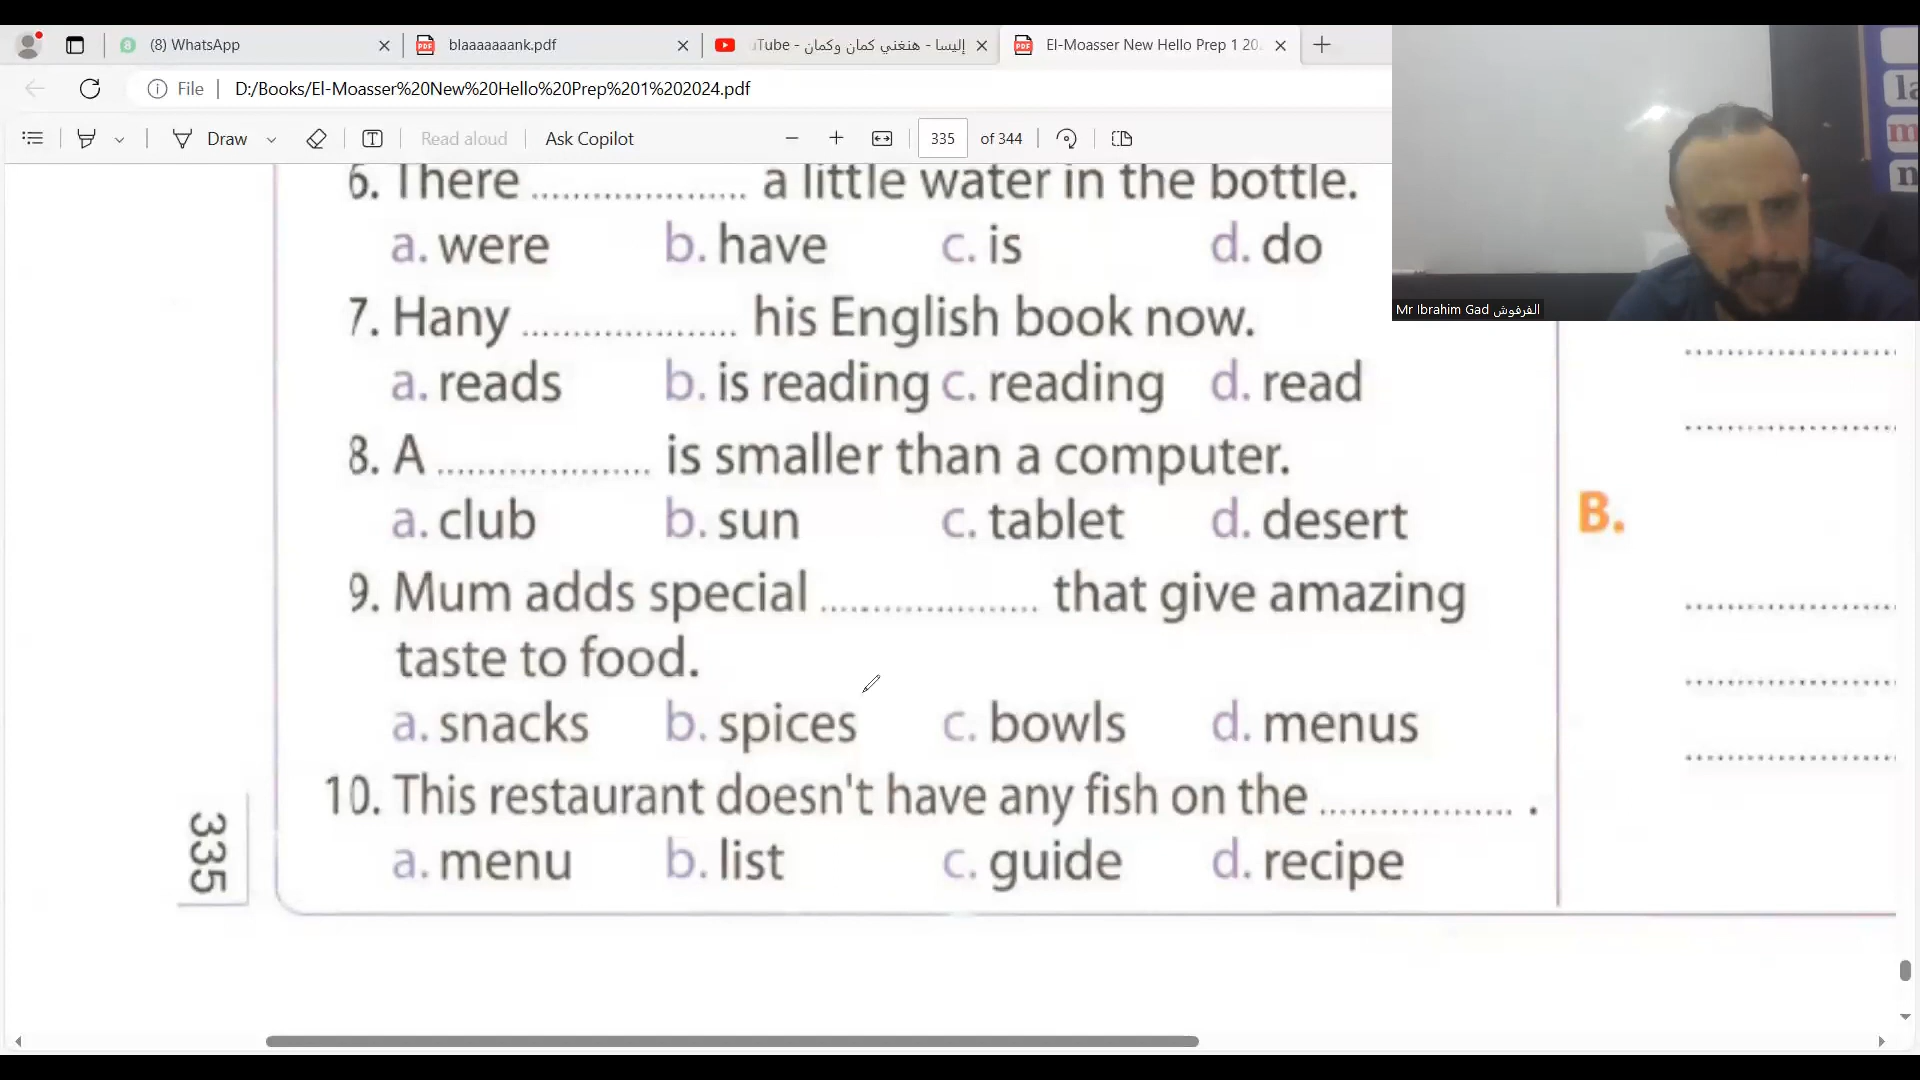 (8) WhatsApp
blaaaaaaank.pdf
إليسا - هنغني كمان وكمان - uTube
El-Moasser New Hello Prep 1 20
File
D:/Books/El-Moasser%20New%20Hello%20Prep%201%202024.pdf
Draw
Read aloud
Ask Copilot
335 of 344
6. There .................... a little water in the bottle.
a. were b. have c. is d. do
7. Hany .................... his English book now.
a. reads b. is reading c. reading d. read
8. A .................... is smaller than a computer.
a. club b. sun c. tablet d. desert
9. Mum adds special .................... that give amazing
taste to food.
a. snacks b. spices c. bowls d. menus
10. This restaurant doesn't have any fish on the .................... .
a. menu b. list c. guide d. recipe
335
B.
Mr Ibrahim Gad القرفوش
la
m
n